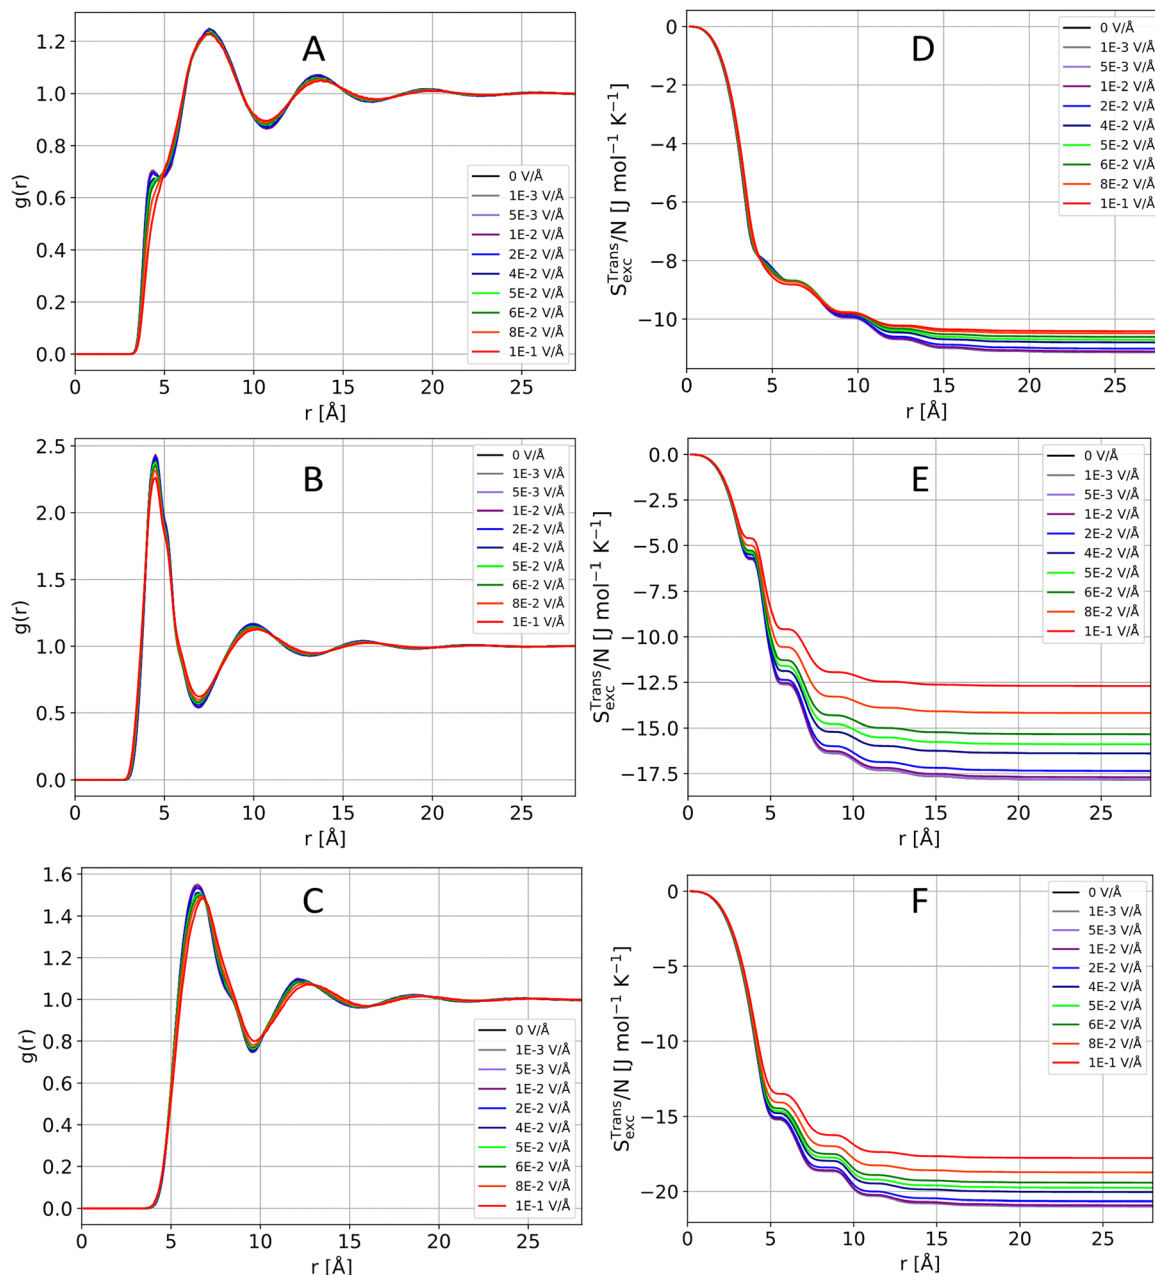 A
g(r)
1.2
1.0
0.8
0.6
0.4
0.2
0.0
0 V/Å
1E-3 V/Å
5E-3 V/Å
1E-2 V/Å
2E-2 V/Å
4E-2 V/Å
5E-2 V/Å
6E-2 V/Å
8E-2 V/Å
1E-1 V/Å
0 5 10 15 20 25
r [Å]
D
S_exc^Trans/N [J mol⁻¹ K⁻¹]
0
−2
−4
−6
−8
−10
0 V/Å
1E-3 V/Å
5E-3 V/Å
1E-2 V/Å
2E-2 V/Å
4E-2 V/Å
5E-2 V/Å
6E-2 V/Å
8E-2 V/Å
1E-1 V/Å
0 5 10 15 20 25
r [Å]
B
g(r)
2.5
2.0
1.5
1.0
0.5
0.0
0 V/Å
1E-3 V/Å
5E-3 V/Å
1E-2 V/Å
2E-2 V/Å
4E-2 V/Å
5E-2 V/Å
6E-2 V/Å
8E-2 V/Å
1E-1 V/Å
0 5 10 15 20 25
r [Å]
E
S_exc^Trans/N [J mol⁻¹ K⁻¹]
0.0
−2.5
−5.0
−7.5
−10.0
−12.5
−15.0
−17.5
0 V/Å
1E-3 V/Å
5E-3 V/Å
1E-2 V/Å
2E-2 V/Å
4E-2 V/Å
5E-2 V/Å
6E-2 V/Å
8E-2 V/Å
1E-1 V/Å
0 5 10 15 20 25
r [Å]
C
g(r)
1.6
1.4
1.2
1.0
0.8
0.6
0.4
0.2
0.0
0 V/Å
1E-3 V/Å
5E-3 V/Å
1E-2 V/Å
2E-2 V/Å
4E-2 V/Å
5E-2 V/Å
6E-2 V/Å
8E-2 V/Å
1E-1 V/Å
0 5 10 15 20 25
r [Å]
F
S_exc^Trans/N [J mol⁻¹ K⁻¹]
0
−5
−10
−15
−20
0 V/Å
1E-3 V/Å
5E-3 V/Å
1E-2 V/Å
2E-2 V/Å
4E-2 V/Å
5E-2 V/Å
6E-2 V/Å
8E-2 V/Å
1E-1 V/Å
0 5 10 15 20 25
r [Å]